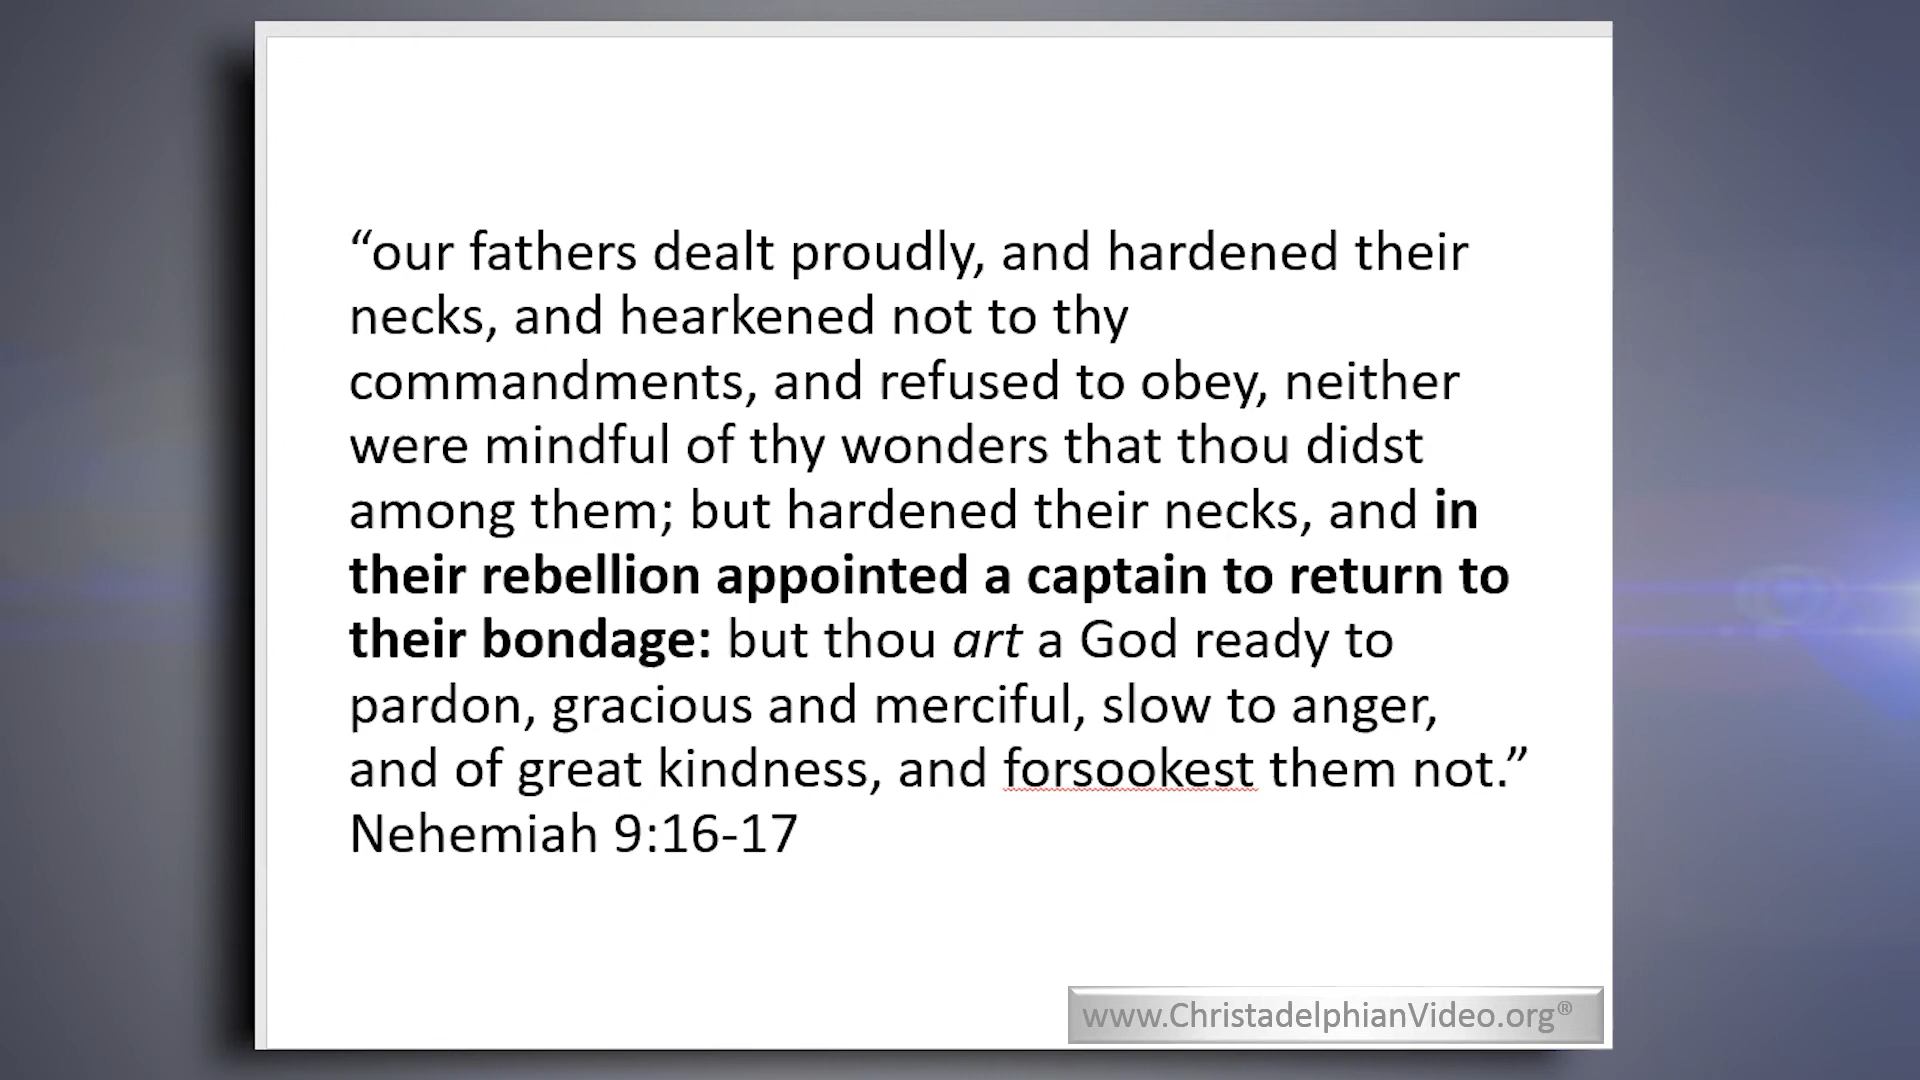 “our fathers dealt proudly, and hardened their
necks, and hearkened not to thy
commandments, and refused to obey, neither
were mindful of thy wonders that thou didst
among them; but hardened their necks, and in
their rebellion appointed a captain to return to
their bondage: but thou art a God ready to
pardon, gracious and merciful, slow to anger,
and of great kindness, and forsookest them not.”
Nehemiah 9:16-17
www.ChristadelphianVideo.org®